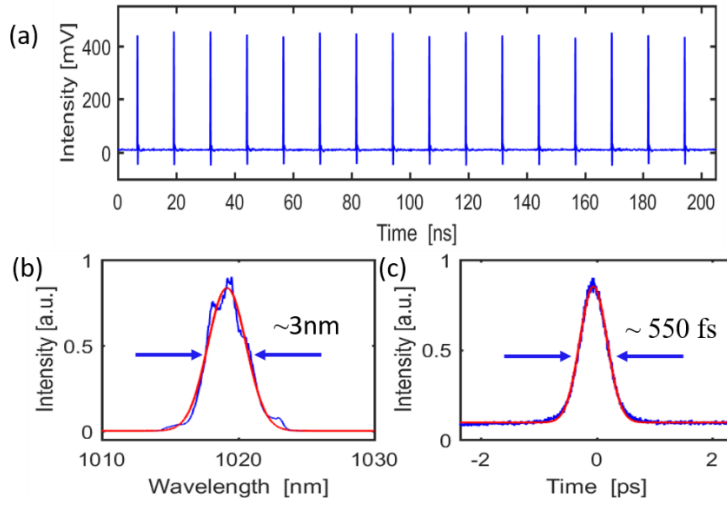 (a)
Intensity [mV]
400
200
0
0 20 40 60 80 100 120 140 160 180 200
Time [ns]
(b)
Intensity [a.u.]
1
0.5
0
~3nm
1010 1020 1030
Wavelength [nm]
(c)
Intensity [a.u.]
1
0.5
0
~ 550 fs
-2 0 2
Time [ps]